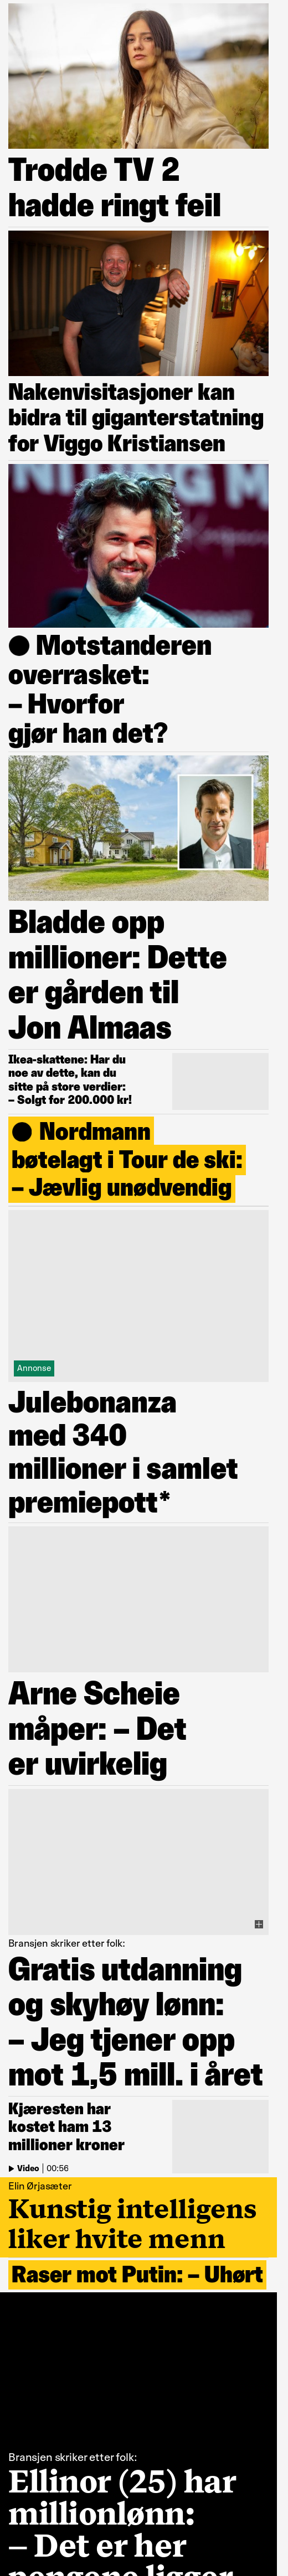 Trodde TV 2
hadde ringt feil
Nakenvisitasjoner kan
bidra til giganterstatning
for Viggo Kristiansen
● Motstanderen
overrasket:
– Hvorfor
gjør han det?
Bladde opp
millioner: Dette
er gården til
Jon Almaas
Ikea-skattene: Har du
noe av dette, kan du
sitte på store verdier:
– Solgt for 200.000 kr!
● Nordmann
bøtelagt i Tour de ski:
– Jævlig unødvendig
Annonse
Julebonanza
med 340
millioner i samlet
premiepott*
Arne Scheie
måper: – Det
er uvirkelig
Bransjen skriker etter folk:
Gratis utdanning
og skyhøy lønn:
– Jeg tjener opp
mot 1,5 mill. i året
Kjæresten har
kostet ham 13
millioner kroner
Video | 00:56
Elin Ørjasæter
Kunstig intelligens
liker hvite menn
Raser mot Putin: – Uhørt
Bransjen skriker etter folk:
Ellinor (25) har
millionlønn:
– Det er her
pengene ligger